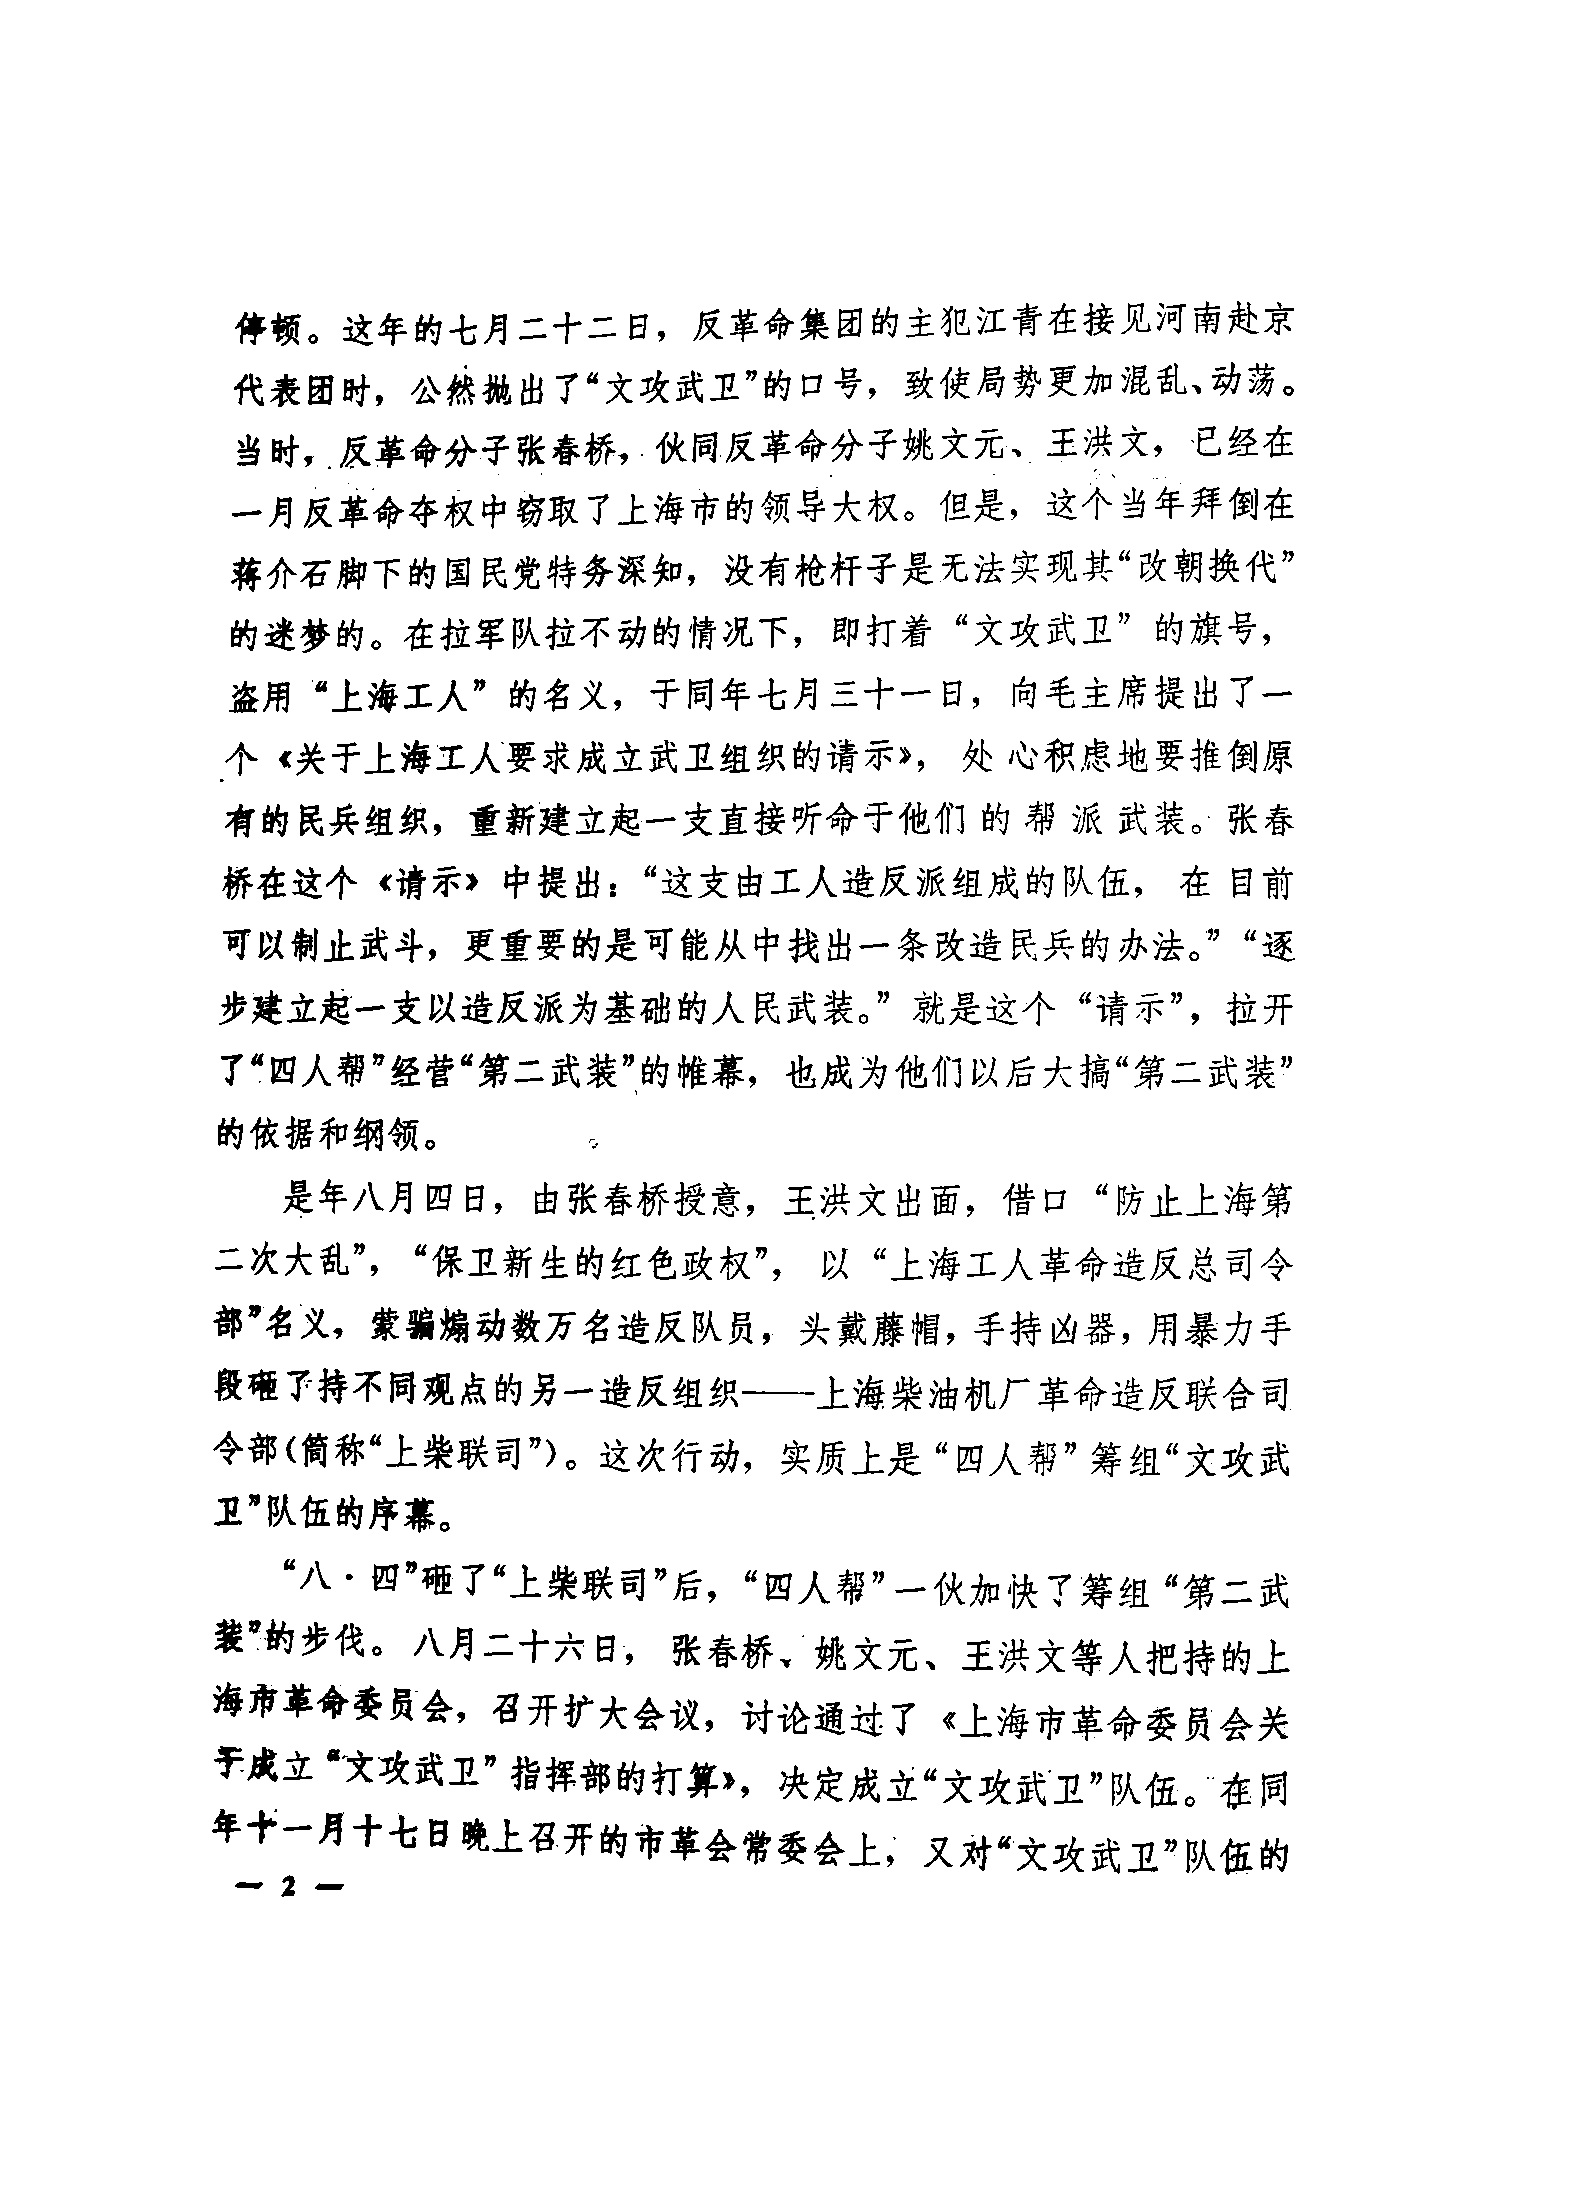 停顿。这年的七月二十二日，反革命集团的主犯江青在接见河南赴京
代表团时，公然抛出了“文攻武卫”的口号，致使局势更加混乱、动荡。
当时，反革命分子张春桥，伙同反革命分子姚文元、王洪文，已经在
一月反革命夺权中窃取了上海市的领导大权。但是，这个当年拜倒在
蒋介石脚下的国民党特务深知，没有枪杆子是无法实现其“改朝换代”
的迷梦的。在拉军队拉不动的情况下，即打着“文攻武卫”的旗号，
盗用“上海工人”的名义，于同年七月三十一日，向毛主席提出了一
个《关于上海工人要求成立武卫组织的请示》，处心积虑地要推倒原
有的民兵组织，重新建立起一支直接听命于他们的帮派武装。张春
桥在这个《请示》中提出：“这支由工人造反派组成的队伍，在目前
可以制止武斗，更重要的是可能从中找出一条改造民兵的办法。”“逐
步建立起一支以造反派为基础的人民武装。”就是这个“请示”，拉开
了“四人帮”经营“第二武装”的帷幕，也成为他们以后大搞“第二武装”
的依据和纲领。
是年八月四日，由张春桥授意，王洪文出面，借口“防止上海第
二次大乱”，“保卫新生的红色政权”，以“上海工人革命造反总司令
部”名义，蒙骗煽动数万名造反队员，头戴藤帽，手持凶器，用暴力手
段砸了持不同观点的另一造反组织——上海柴油机厂革命造反联合司
令部（简称“上柴联司”）。这次行动，实质上是“四人帮”筹组“文攻武
卫”队伍的序幕。
“八·四”砸了“上柴联司”后，“四人帮”一伙加快了筹组“第二武
装”的步伐。八月二十六日，张春桥、姚文元、王洪文等人把持的上
海市革命委员会，召开扩大会议，讨论通过了《上海市革命委员会关
于成立“文攻武卫”指挥部的打算》，决定成立“文攻武卫”队伍。在同
年十一月十七日晚上召开的市革会常委会上，又对“文攻武卫”队伍的
— 2 —